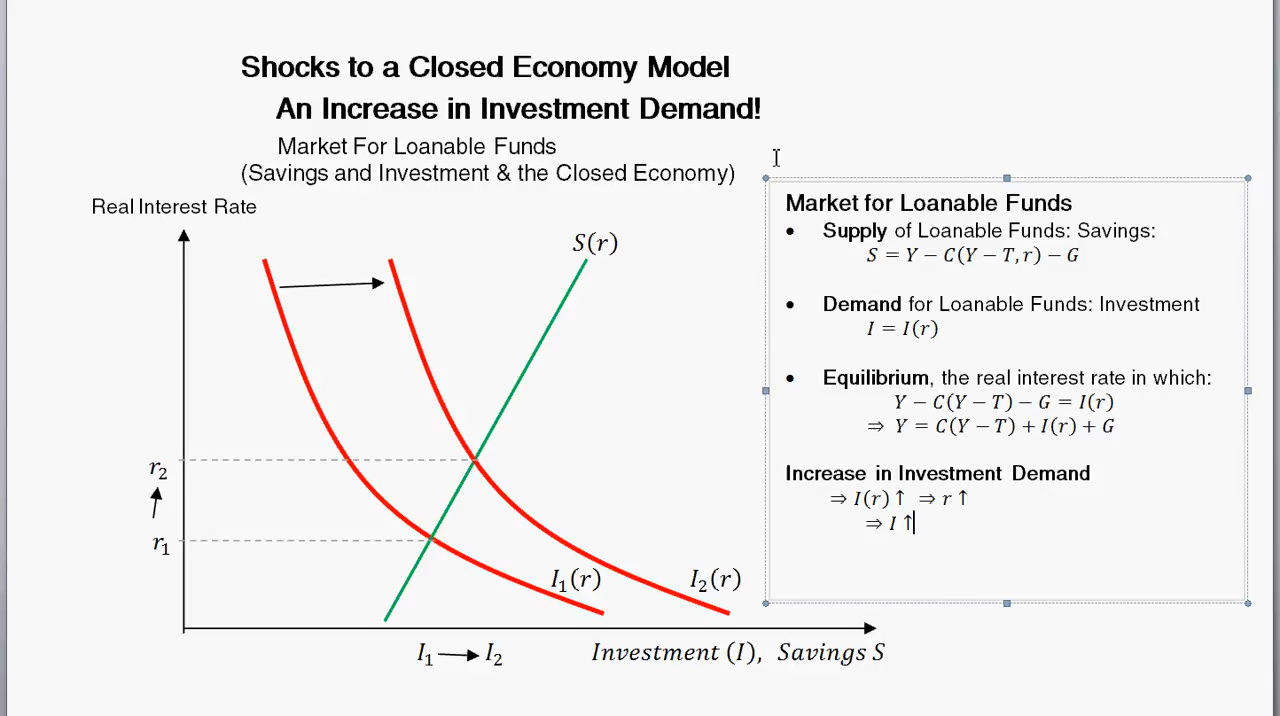 Shocks to a Closed Economy Model
An Increase in Investment Demand!
Market For Loanable Funds
(Savings and Investment & the Closed Economy)
Real Interest Rate
S(r)
r₂
r₁
I₁(r)
I₂(r)
I₁ → I₂
Investment (I), Savings S
Market for Loanable Funds
• Supply of Loanable Funds: Savings:
S = Y − C(Y − T, r) − G
• Demand for Loanable Funds: Investment
I = I(r)
• Equilibrium, the real interest rate in which:
Y − C(Y − T) − G = I(r)
⇒ Y = C(Y − T) + I(r) + G
Increase in Investment Demand
⇒ I(r) ↑ ⇒ r ↑
⇒ I ↑